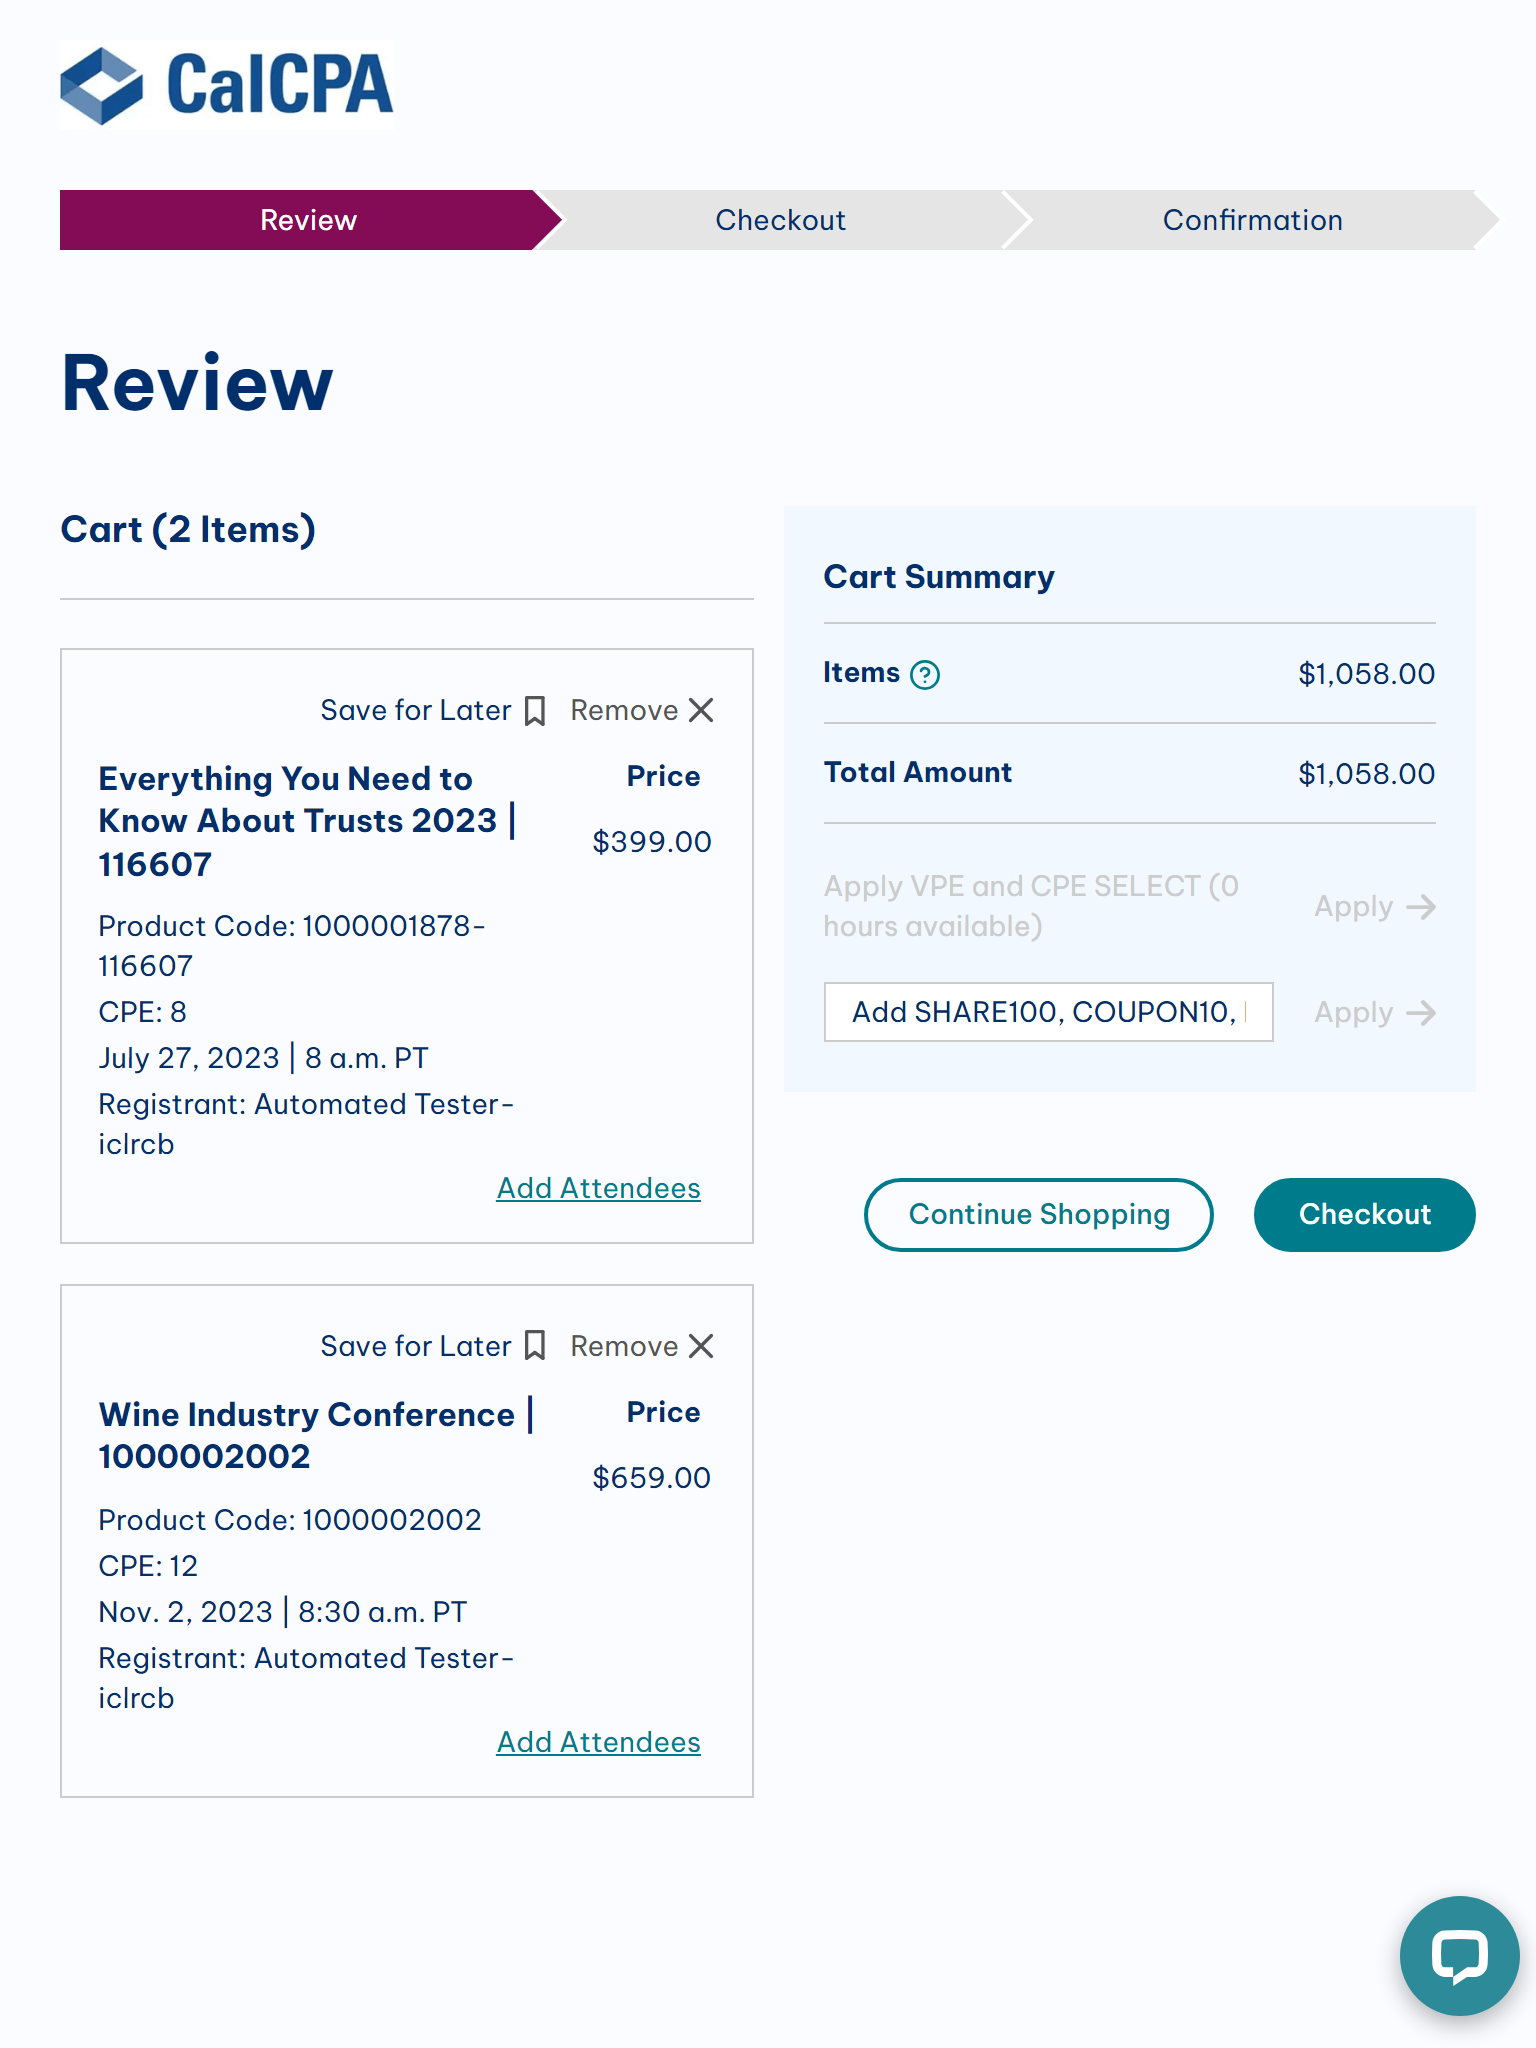 CalCPA
Review
Checkout
Confirmation
Review
Cart (2 Items)
Save for Later
Remove
Everything You Need to
Know About Trusts 2023 |
116607
Price
$399.00
Product Code: 1000001878-
116607
CPE: 8
July 27, 2023 | 8 a.m. PT
Registrant: Automated Tester-
iclrcb
Add Attendees
Save for Later
Remove
Wine Industry Conference |
1000002002
Price
$659.00
Product Code: 1000002002
CPE: 12
Nov. 2, 2023 | 8:30 a.m. PT
Registrant: Automated Tester-
iclrcb
Add Attendees
Cart Summary
Items
$1,058.00
Total Amount
$1,058.00
Apply VPE and CPE SELECT (0
hours available)
Apply
Add SHARE100, COUPON10,
Apply
Continue Shopping
Checkout